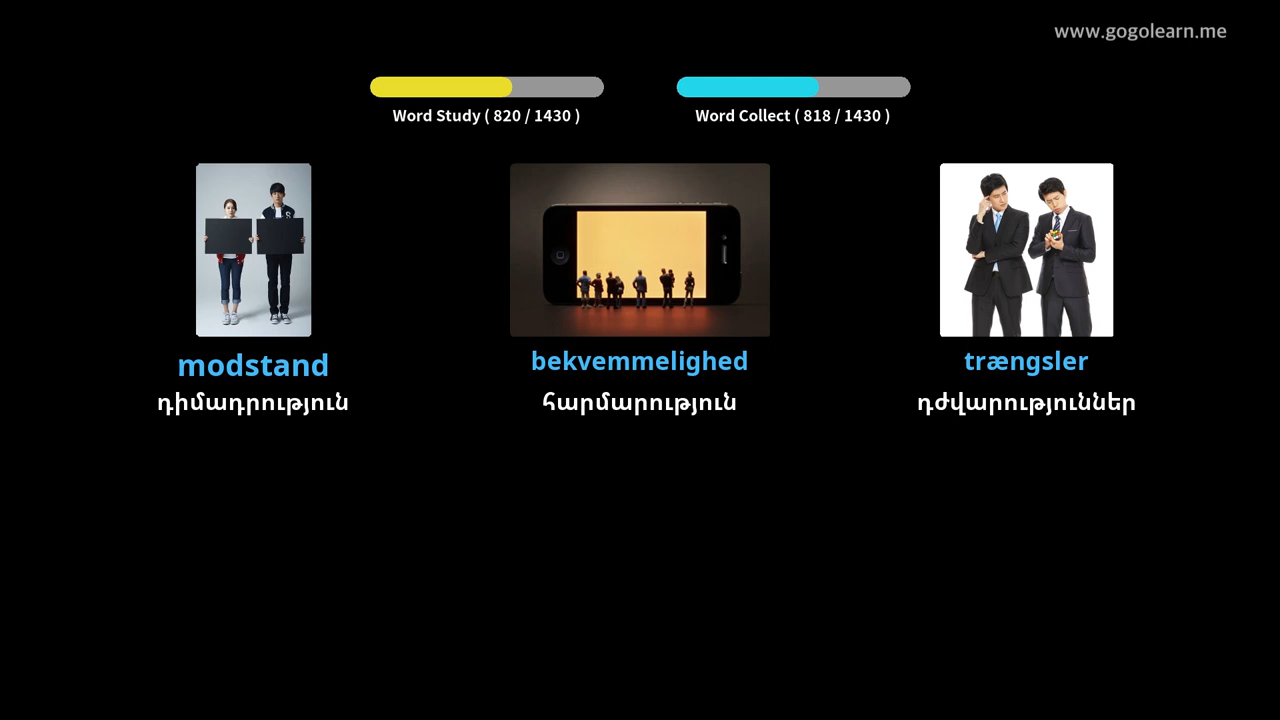 www.gogolearn.me
Word Study ( 820 / 1430 )
Word Collect ( 818 / 1430 )
modstand
bekvemmelighed
trængsler
դիմադրություն
հարմարություն
դժվարություններ